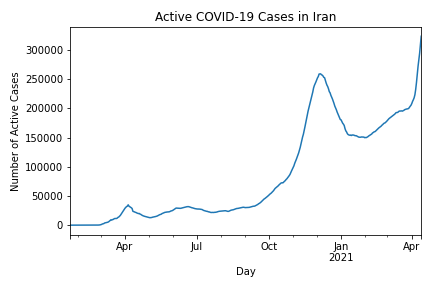 Active COVID-19 Cases in Iran
Number of Active Cases
300000
250000
200000
150000
100000
50000
0
Apr
Jul
Oct
Jan
2021
Apr
Day